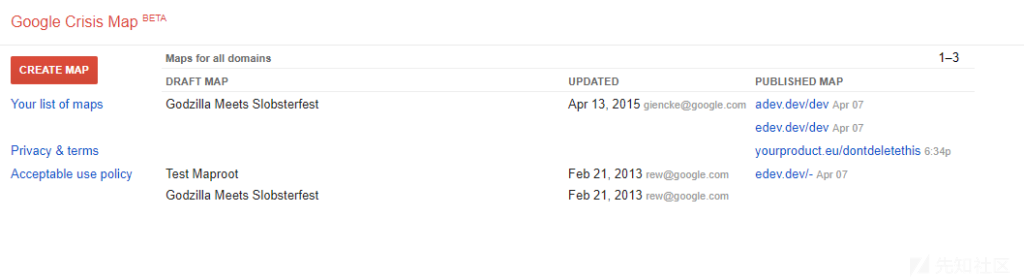 Google Crisis Map BETA
CREATE MAP
Maps for all domains 1–3
DRAFT MAP UPDATED PUBLISHED MAP
Your list of maps Godzilla Meets Slobsterfest Apr 13, 2015 giencke@google.com adev.dev/dev Apr 07
edev.dev/dev Apr 07
Privacy & terms yourproduct.eu/dontdeletethis 6:34p
Acceptable use policy Test Maproot Feb 21, 2013 rew@google.com edev.dev/- Apr 07
Godzilla Meets Slobsterfest Feb 21, 2013 rew@google.com
先知社区